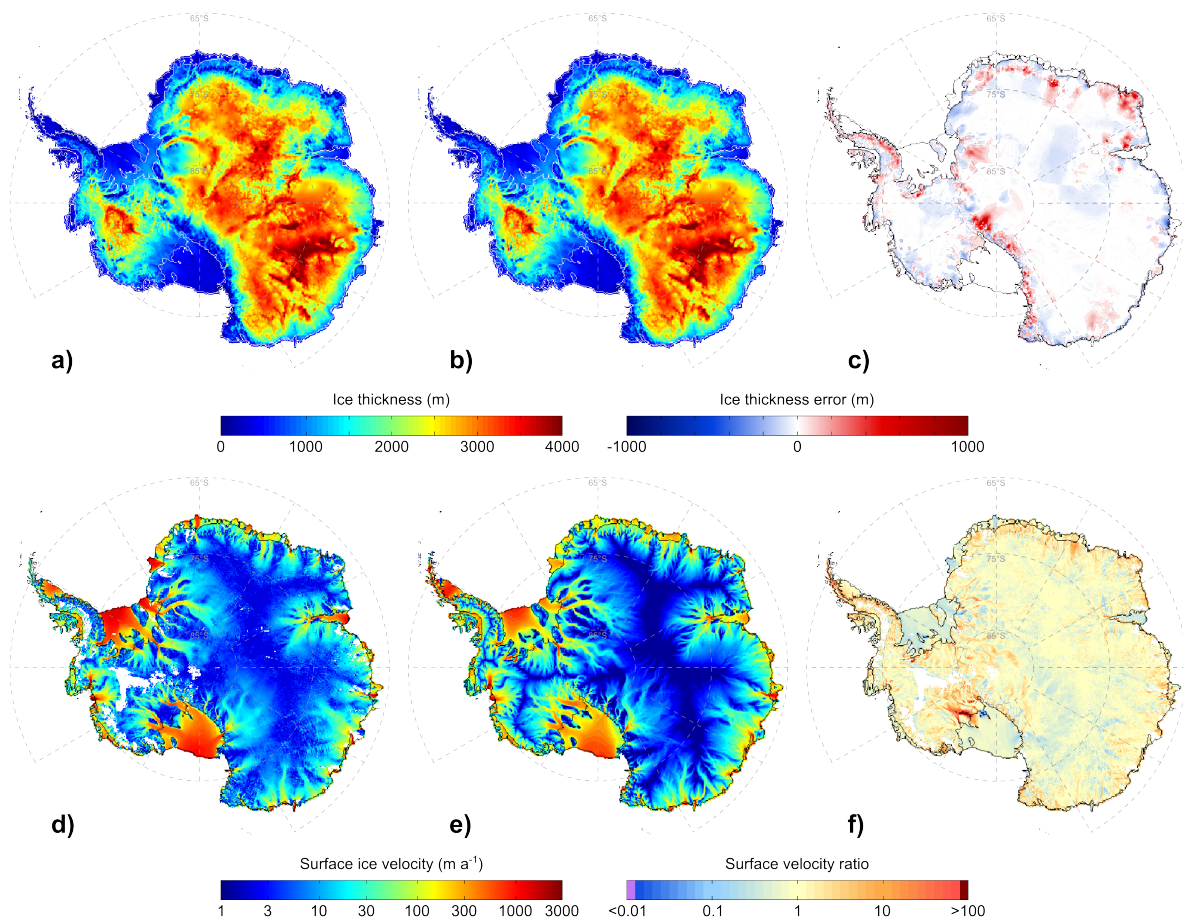 65°S 65°S 65°S
75°S 75°S 75°S
85°S 85°S 85°S
a) b) c)
Ice thickness (m) Ice thickness error (m)
0 1000 2000 3000 4000 -1000 0 1000
65°S 65°S 65°S
75°S 75°S 75°S
85°S 85°S 85°S
d) e) f)
Surface ice velocity (m a⁻¹) Surface velocity ratio
1 3 10 30 100 300 1000 3000 <0.01 0.1 1 10 >100